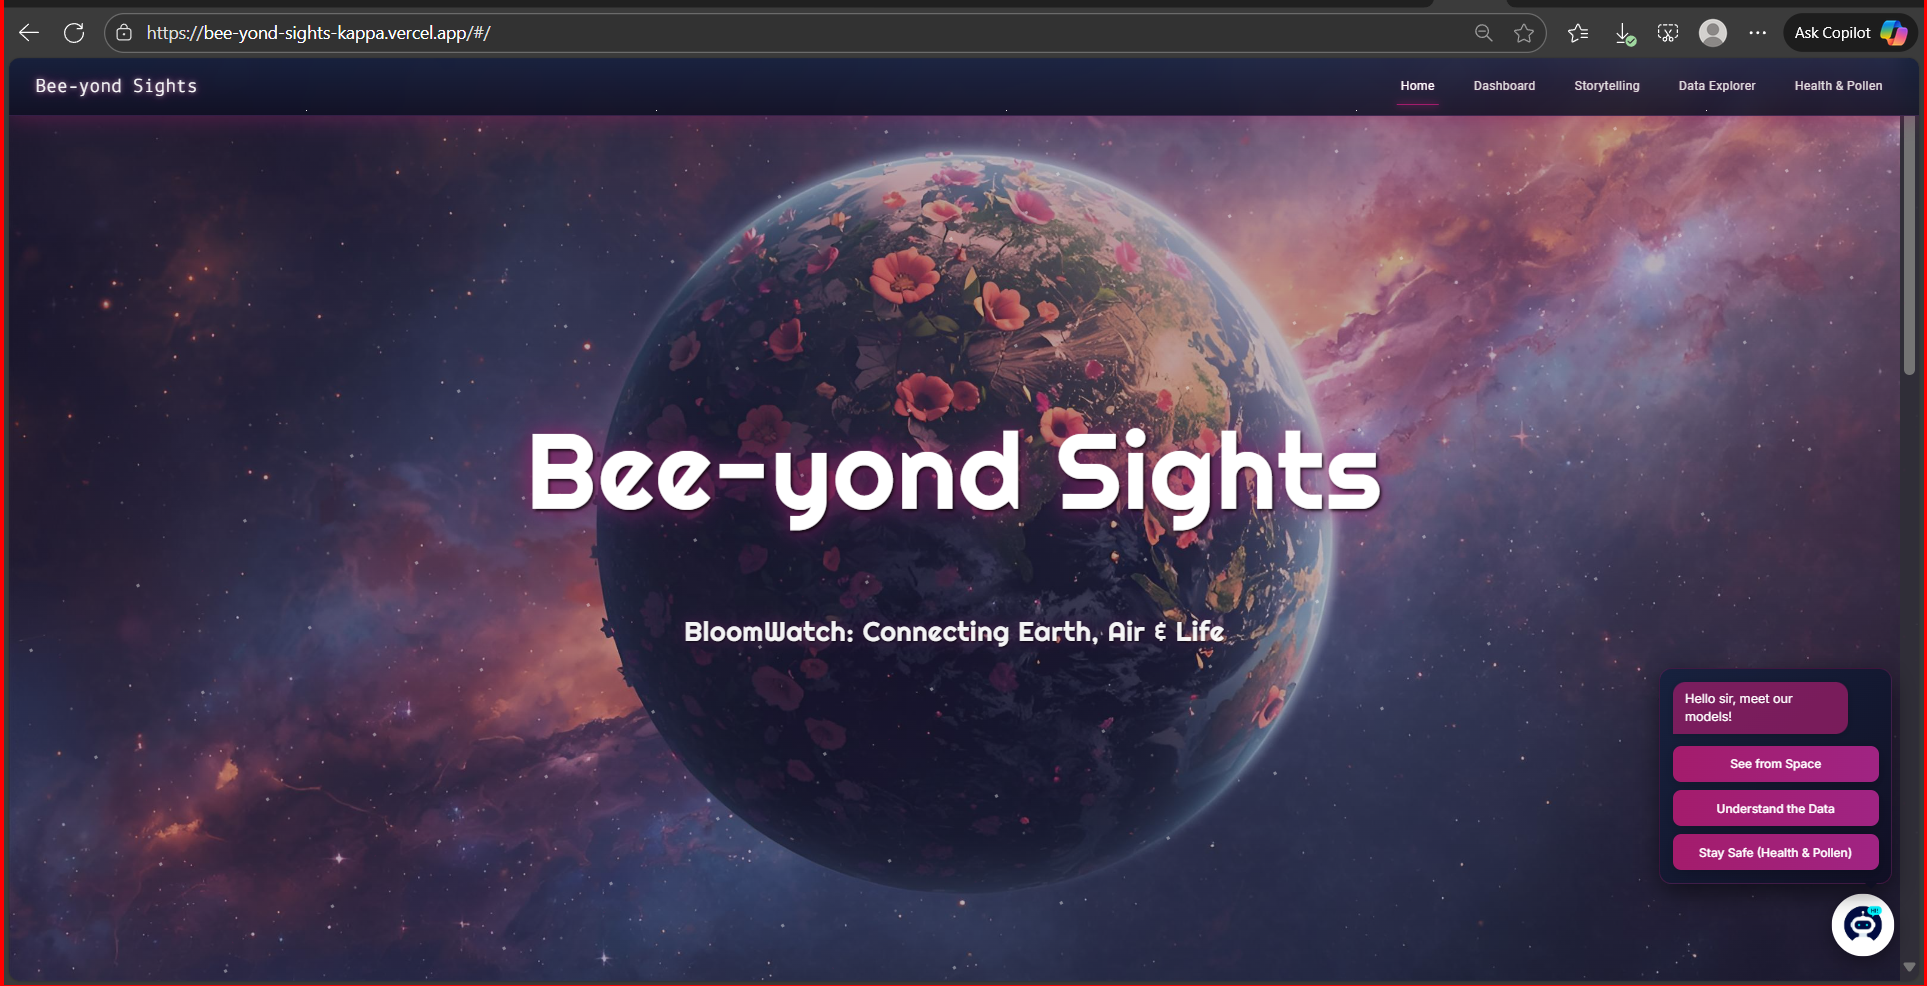 https://bee-yond-sights-kappa.vercel.app/#/
Ask Copilot
Bee-yond Sights
Home
Dashboard
Storytelling
Data Explorer
Health & Pollen
Bee-yond Sights
BloomWatch: Connecting Earth, Air & Life
Hello sir, meet our
models!
See from Space
Understand the Data
Stay Safe (Health & Pollen)